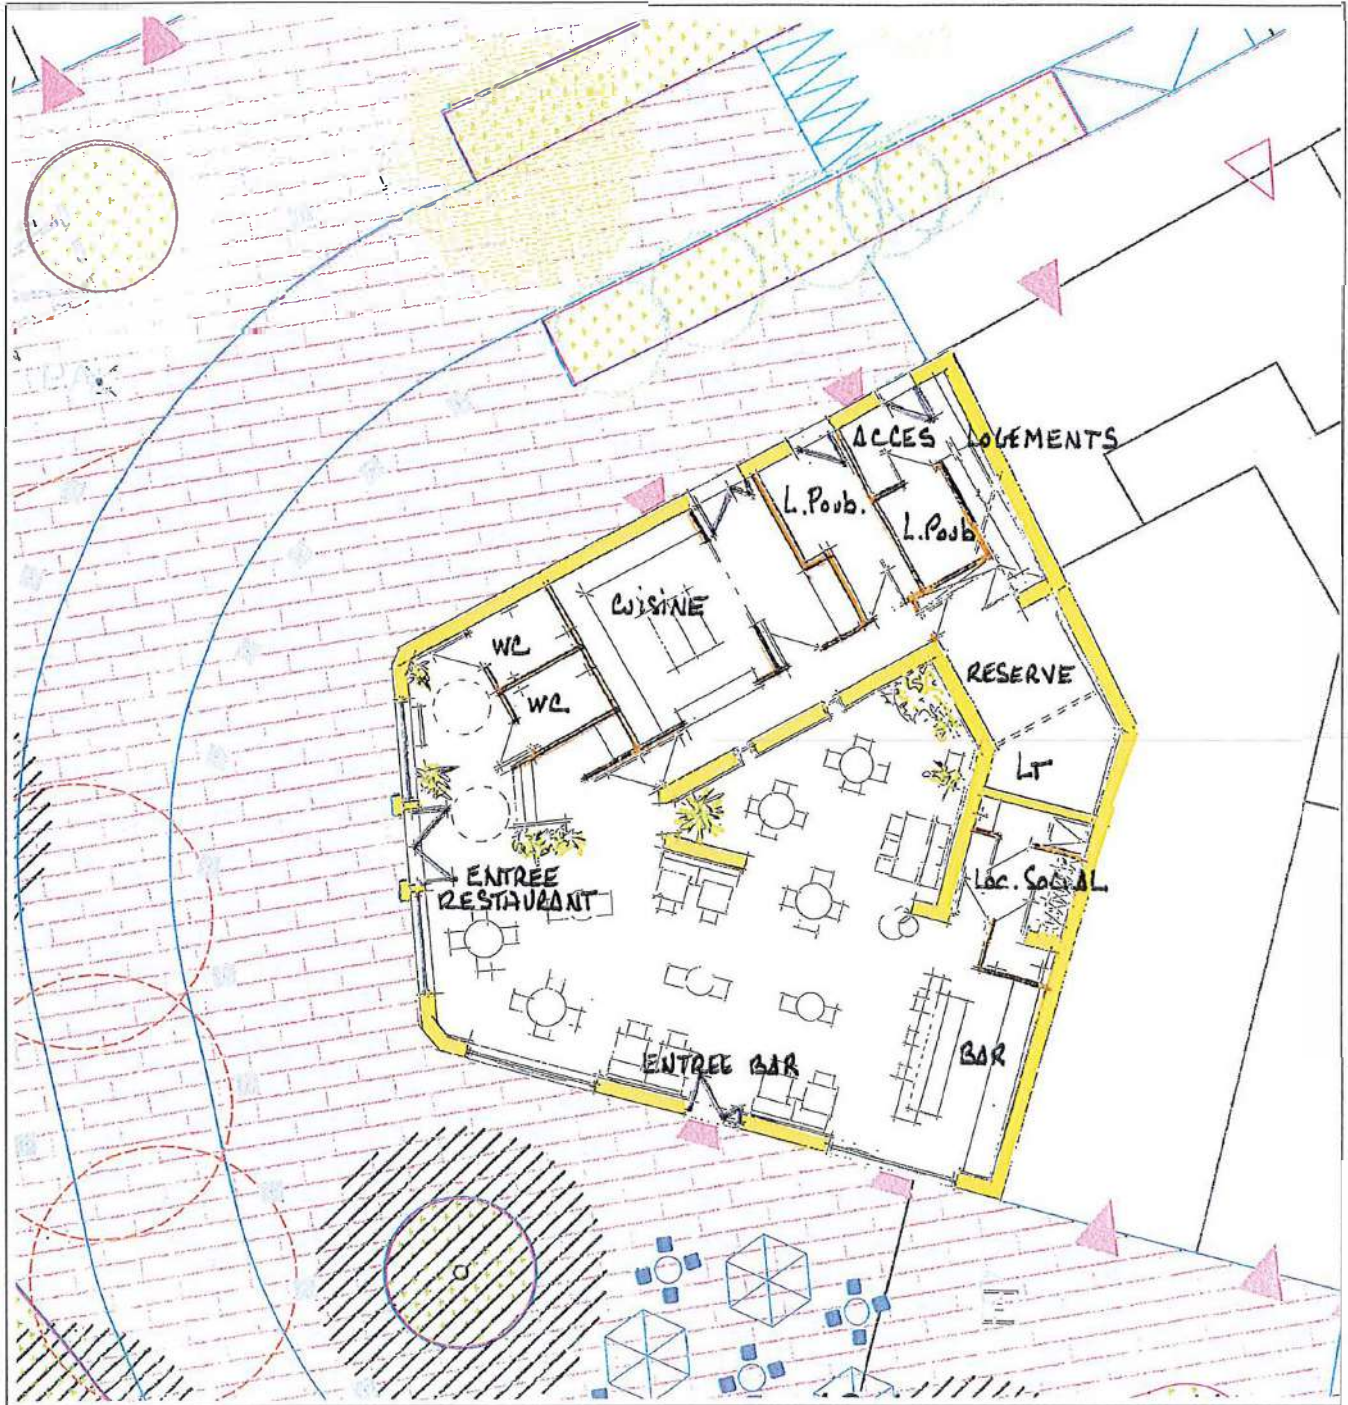 ACCES LOGEMENTS
L.Poub.
L.Poub
CUISINE
WC
WC.
RESERVE
LT
ENTREE
RESTAURANT
LOC. SOCIAL
ENTREE BAR
BAR